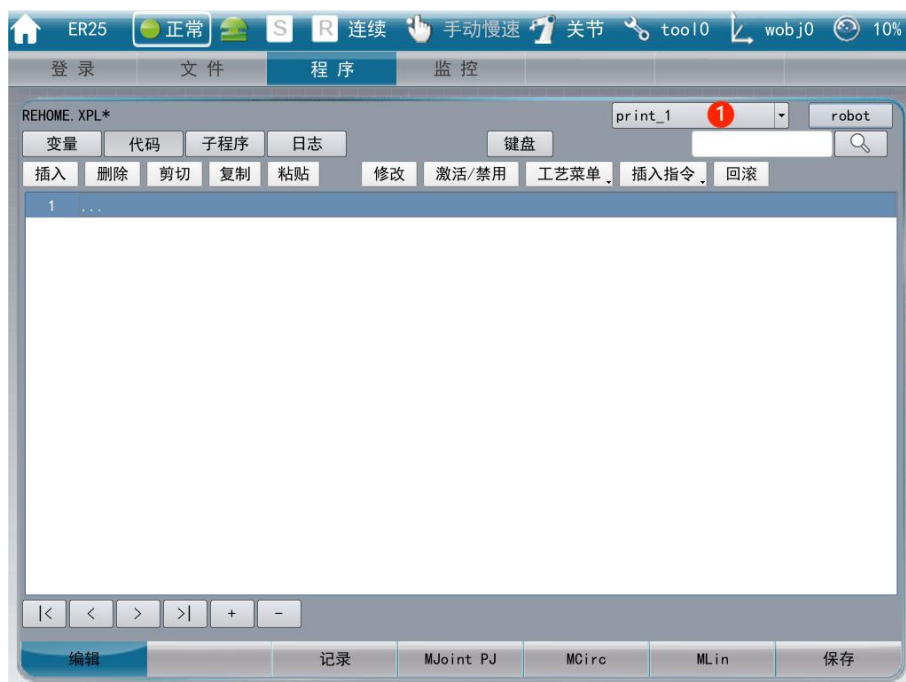 ER25 正常 S R 连续 手动慢速 关节 tool0 wobj0 10%
登录 文件 程序 监控
REHOME.XPL* print_1 1 robot
变量 代码 子程序 日志 键盘
插入 删除 剪切 复制 粘贴 修改 激活/禁用 工艺菜单 插入指令 回滚
1 ...
|< < > >| + -
编辑 记录 MJoint PJ MCirc MLin 保存